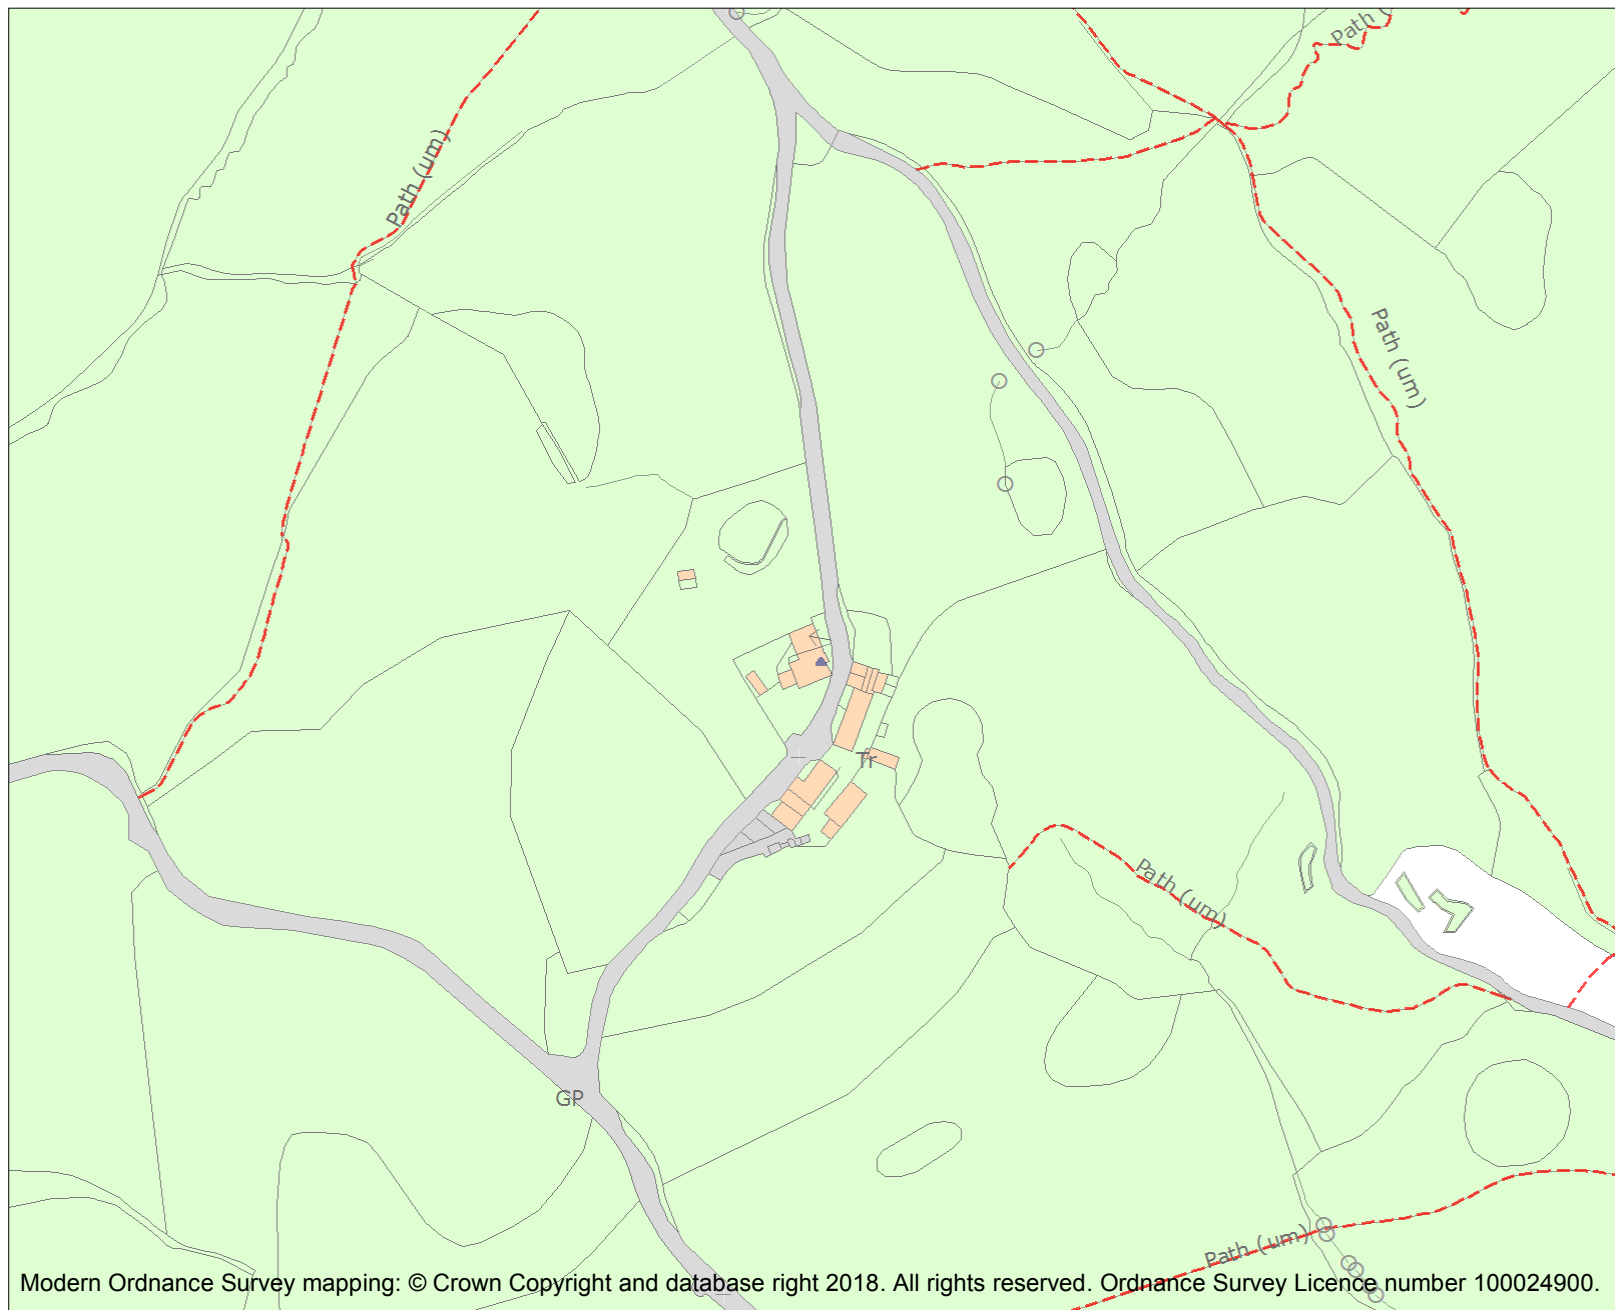 Path (
Path (um)
Path (um)
Tr
Path (um)
GP
Path (um)
Modern Ordnance Survey mapping: © Crown Copyright and database right 2018. All rights reserved. Ordnance Survey Licence number 100024900.